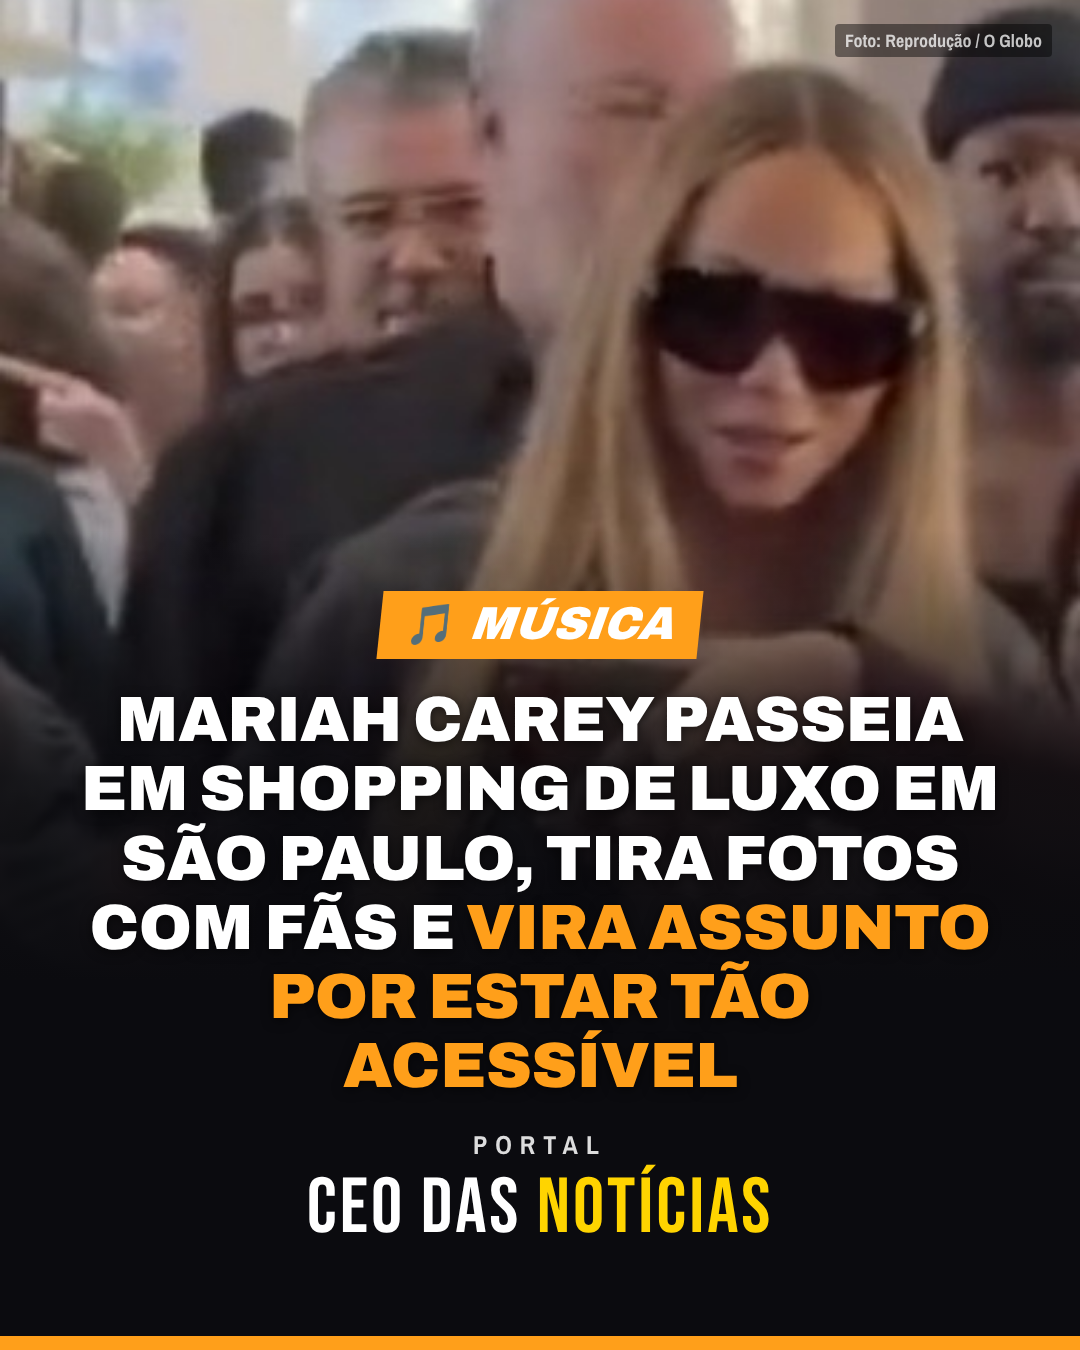 Foto: Reprodução / O Globo
🎵 MÚSICA
MARIAH CAREY PASSEIA
EM SHOPPING DE LUXO EM
SÃO PAULO, TIRA FOTOS
COM FÃS E VIRA ASSUNTO
POR ESTAR TÃO
ACESSÍVEL
PORTAL
CEO DAS NOTÍCIAS